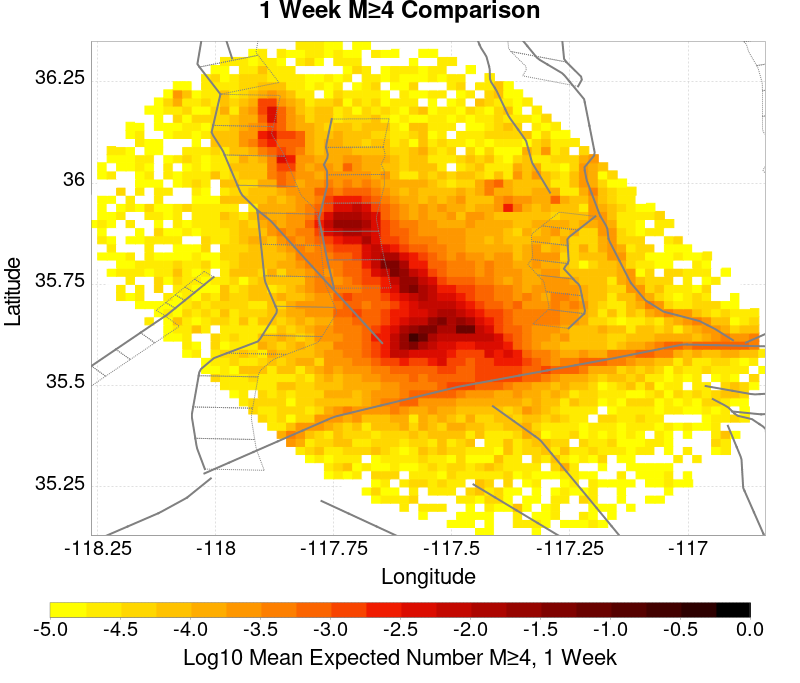 1 Week M≥4 Comparison
36.25
36
35.75
35.5
35.25
Latitude
-118.25 -118 -117.75 -117.5 -117.25 -117
Longitude
-5.0 -4.5 -4.0 -3.5 -3.0 -2.5 -2.0 -1.5 -1.0 -0.5 0.0
Log10 Mean Expected Number M≥4, 1 Week